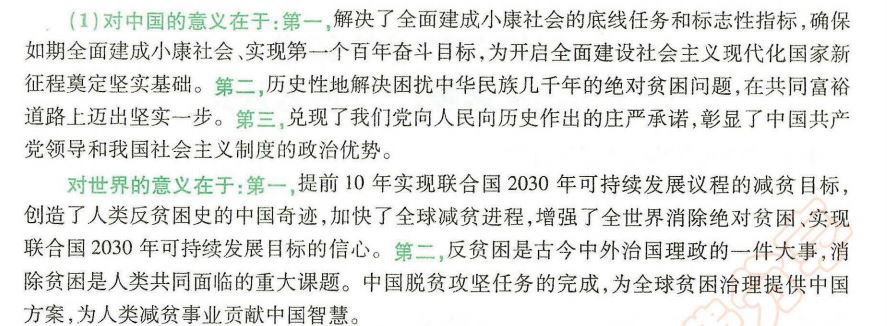 (1)对中国的意义在于:第一,解决了全面建成小康社会的底线任务和标志性指标,确保
如期全面建成小康社会、实现第一个百年奋斗目标,为开启全面建设社会主义现代化国家新
征程奠定坚实基础。第二,历史性地解决困扰中华民族几千年的绝对贫困问题,在共同富裕
道路上迈出坚实一步。第三,兑现了我们党向人民向历史作出的庄严承诺,彰显了中国共产
党领导和我国社会主义制度的政治优势。
对世界的意义在于:第一,提前 10 年实现联合国 2030 年可持续发展议程的减贫目标,
创造了人类反贫困史的中国奇迹,加快了全球减贫进程,增强了全世界消除绝对贫困、实现
联合国 2030 年可持续发展目标的信心。第二,反贫困是古今中外治国理政的一件大事,消
除贫困是人类共同面临的重大课题。中国脱贫攻坚任务的完成,为全球贫困治理提供中国
方案,为人类减贫事业贡献中国智慧。